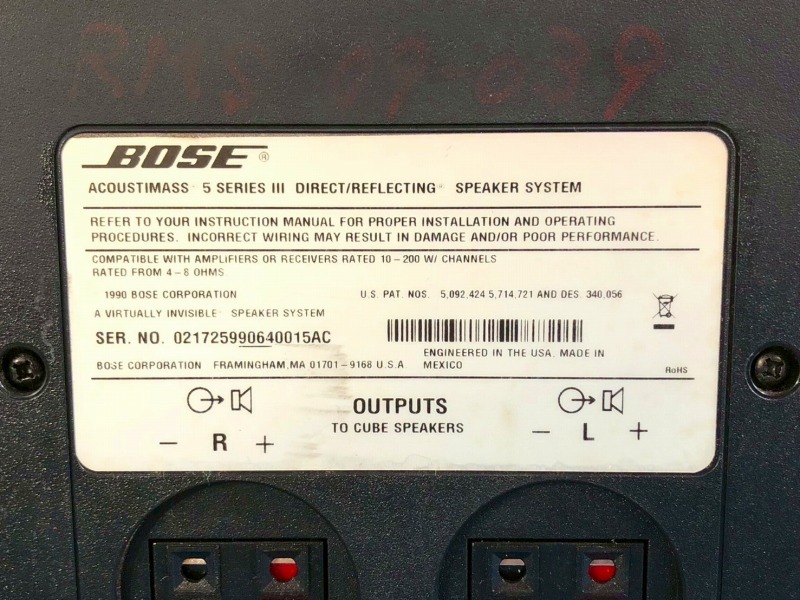 RMS 07-039
BOSE®
ACOUSTIMASS 5 SERIES III DIRECT/REFLECTING SPEAKER SYSTEM
REFER TO YOUR INSTRUCTION MANUAL FOR PROPER INSTALLATION AND OPERATING
PROCEDURES. INCORRECT WIRING MAY RESULT IN DAMAGE AND/OR POOR PERFORMANCE.
COMPATIBLE WITH AMPLIFIERS OR RECEIVERS RATED 10-200 W/ CHANNELS
RATED FROM 4-8 OHMS
1990 BOSE CORPORATION U.S. PAT. NOS. 5,092,424 5,714,721 AND DES. 340,056
A VIRTUALLY INVISIBLE SPEAKER SYSTEM
SER. NO. 021725990640015AC
ENGINEERED IN THE USA. MADE IN
BOSE CORPORATION FRAMINGHAM, MA 01701-9168 U.S.A
MEXICO
RoHS
OUTPUTS
TO CUBE SPEAKERS
- R +
- L +